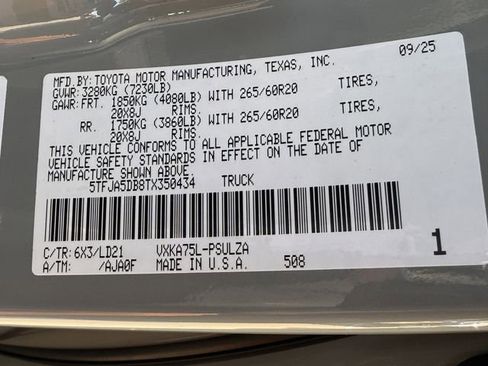 MFD.BY:TOYOTA MOTOR MANUFACTURING, TEXAS, INC. 09/25
GVWR:3280KG (7230LB)
GAWR:FRT. 1850KG (4080LB) WITH 265/60R20 TIRES,
20X8J RIMS.
RR. 1750KG (3860LB) WITH 265/60R20 TIRES,
20X8J RIMS.
THIS VEHICLE CONFORMS TO ALL APPLICABLE FEDERAL MOTOR
VEHICLE SAFETY STANDARDS IN EFFECT ON THE DATE OF
MANUFACTURE SHOWN ABOVE.
5TFJA5DB8TX350434 TRUCK
C/TR:6X3/LD21 VXKA75L-PSULZA
A/TM: /AJA0F MADE IN U.S.A. 508 1